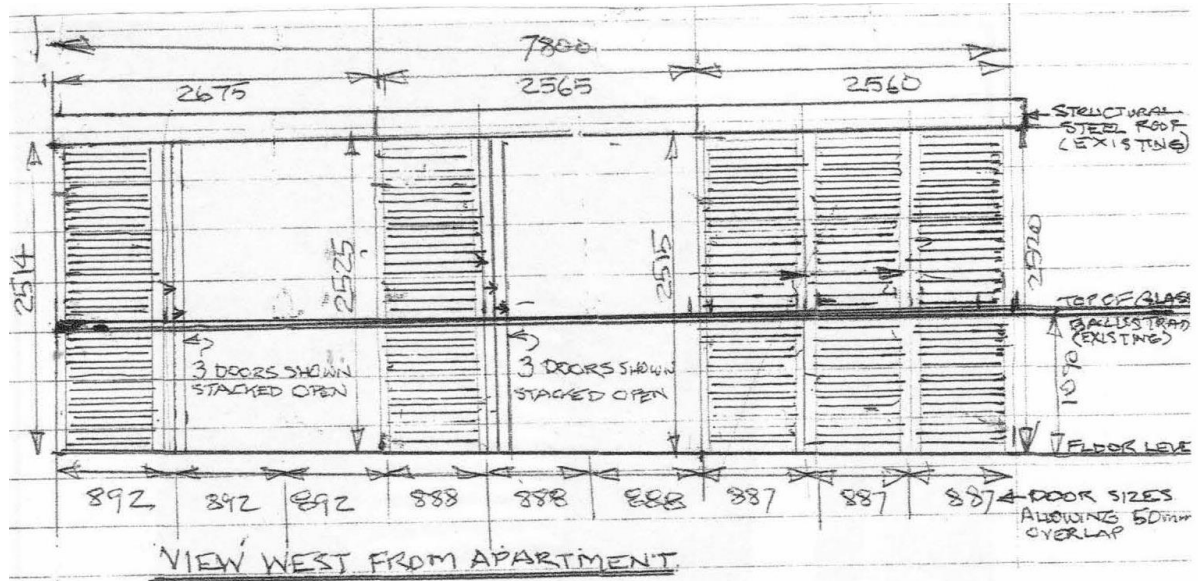 7800
2675
2565
2560
STRUCTURAL
STEEL ROOF
(EXISTING)
2514
2525
2515
2520
TOP OF GLASS
BALLISTRAD
(EXISTING)
3 DOORS SHOWN
STACKED OPEN
3 DOORS SHOWN
STACKED OPEN
1090
FLOOR LEVE
892
892
892
888
888
888
887
887
887
DOOR SIZES
ALLOWING 50mm
OVERLAP
VIEW WEST FROM APARTMENT